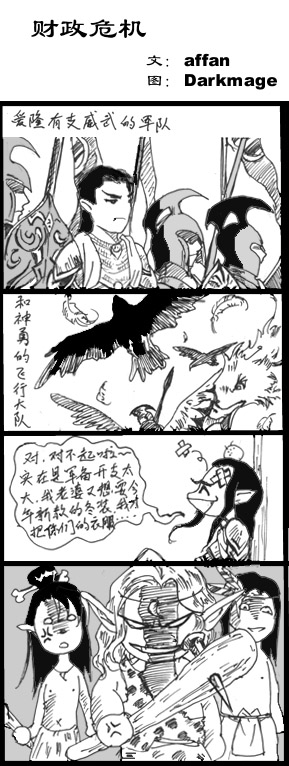 财政危机
文：affan
图：Darkmage
爱隆有支威武的军队
和神勇的飞行大队
对,对不起啦~
实在是军备开支太
大,我老婆又想要今
年新款的冬装,我才
把你们的衣服……